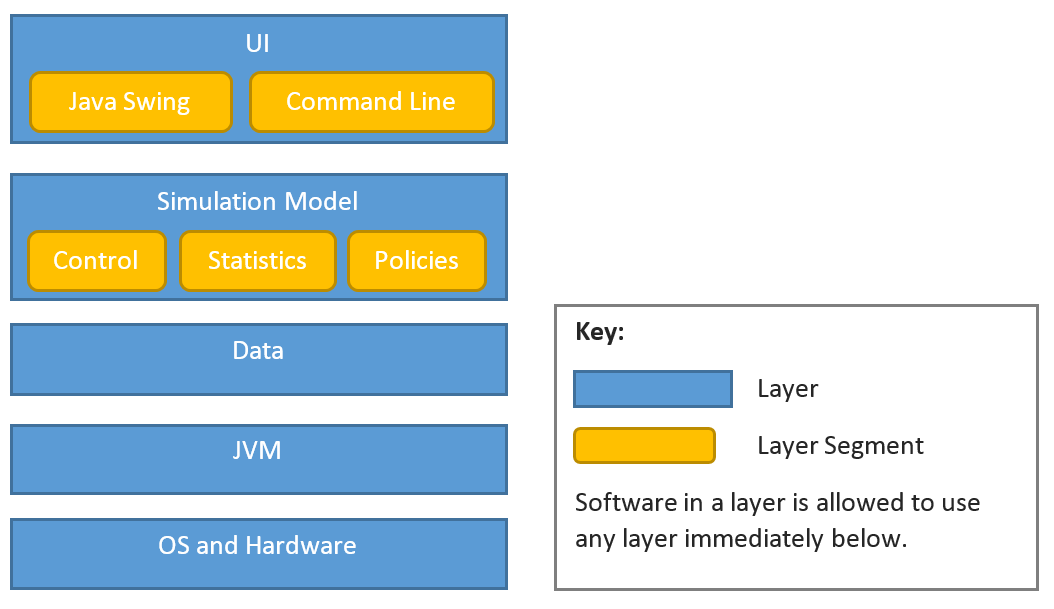 UI
Java Swing
Command Line
Simulation Model
Control
Statistics
Policies
Data
JVM
OS and Hardware
Key:
Layer
Layer Segment
Software in a layer is allowed to use
any layer immediately below.